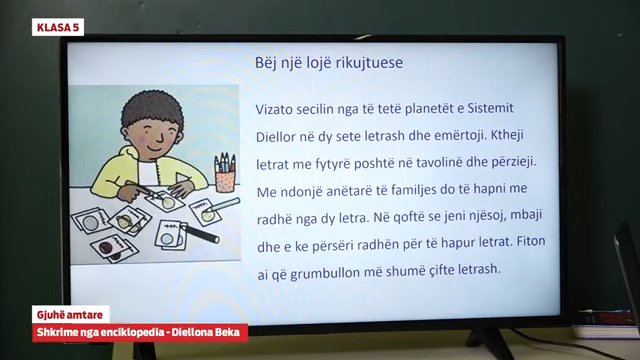 KLASA 5
Bëj një lojë rikujtuese
Vizato secilin nga të tetë planetët e Sistemit
Diellor në dy sete letrash dhe emërtoji. Ktheji
letrat me fytyrë poshtë në tavolinë dhe përzieji.
Me ndonjë anëtarë të familjes do të hapni me
radhë nga dy letra. Në qoftë se jeni njësoj, mbaji
dhe e ke përsëri radhën për të hapur letrat. Fiton
ai që grumbullon më shumë çifte letrash.
Gjuhë amtare
Shkrime nga enciklopedia - Diellona Beka